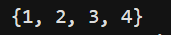 {1, 2, 3, 4}